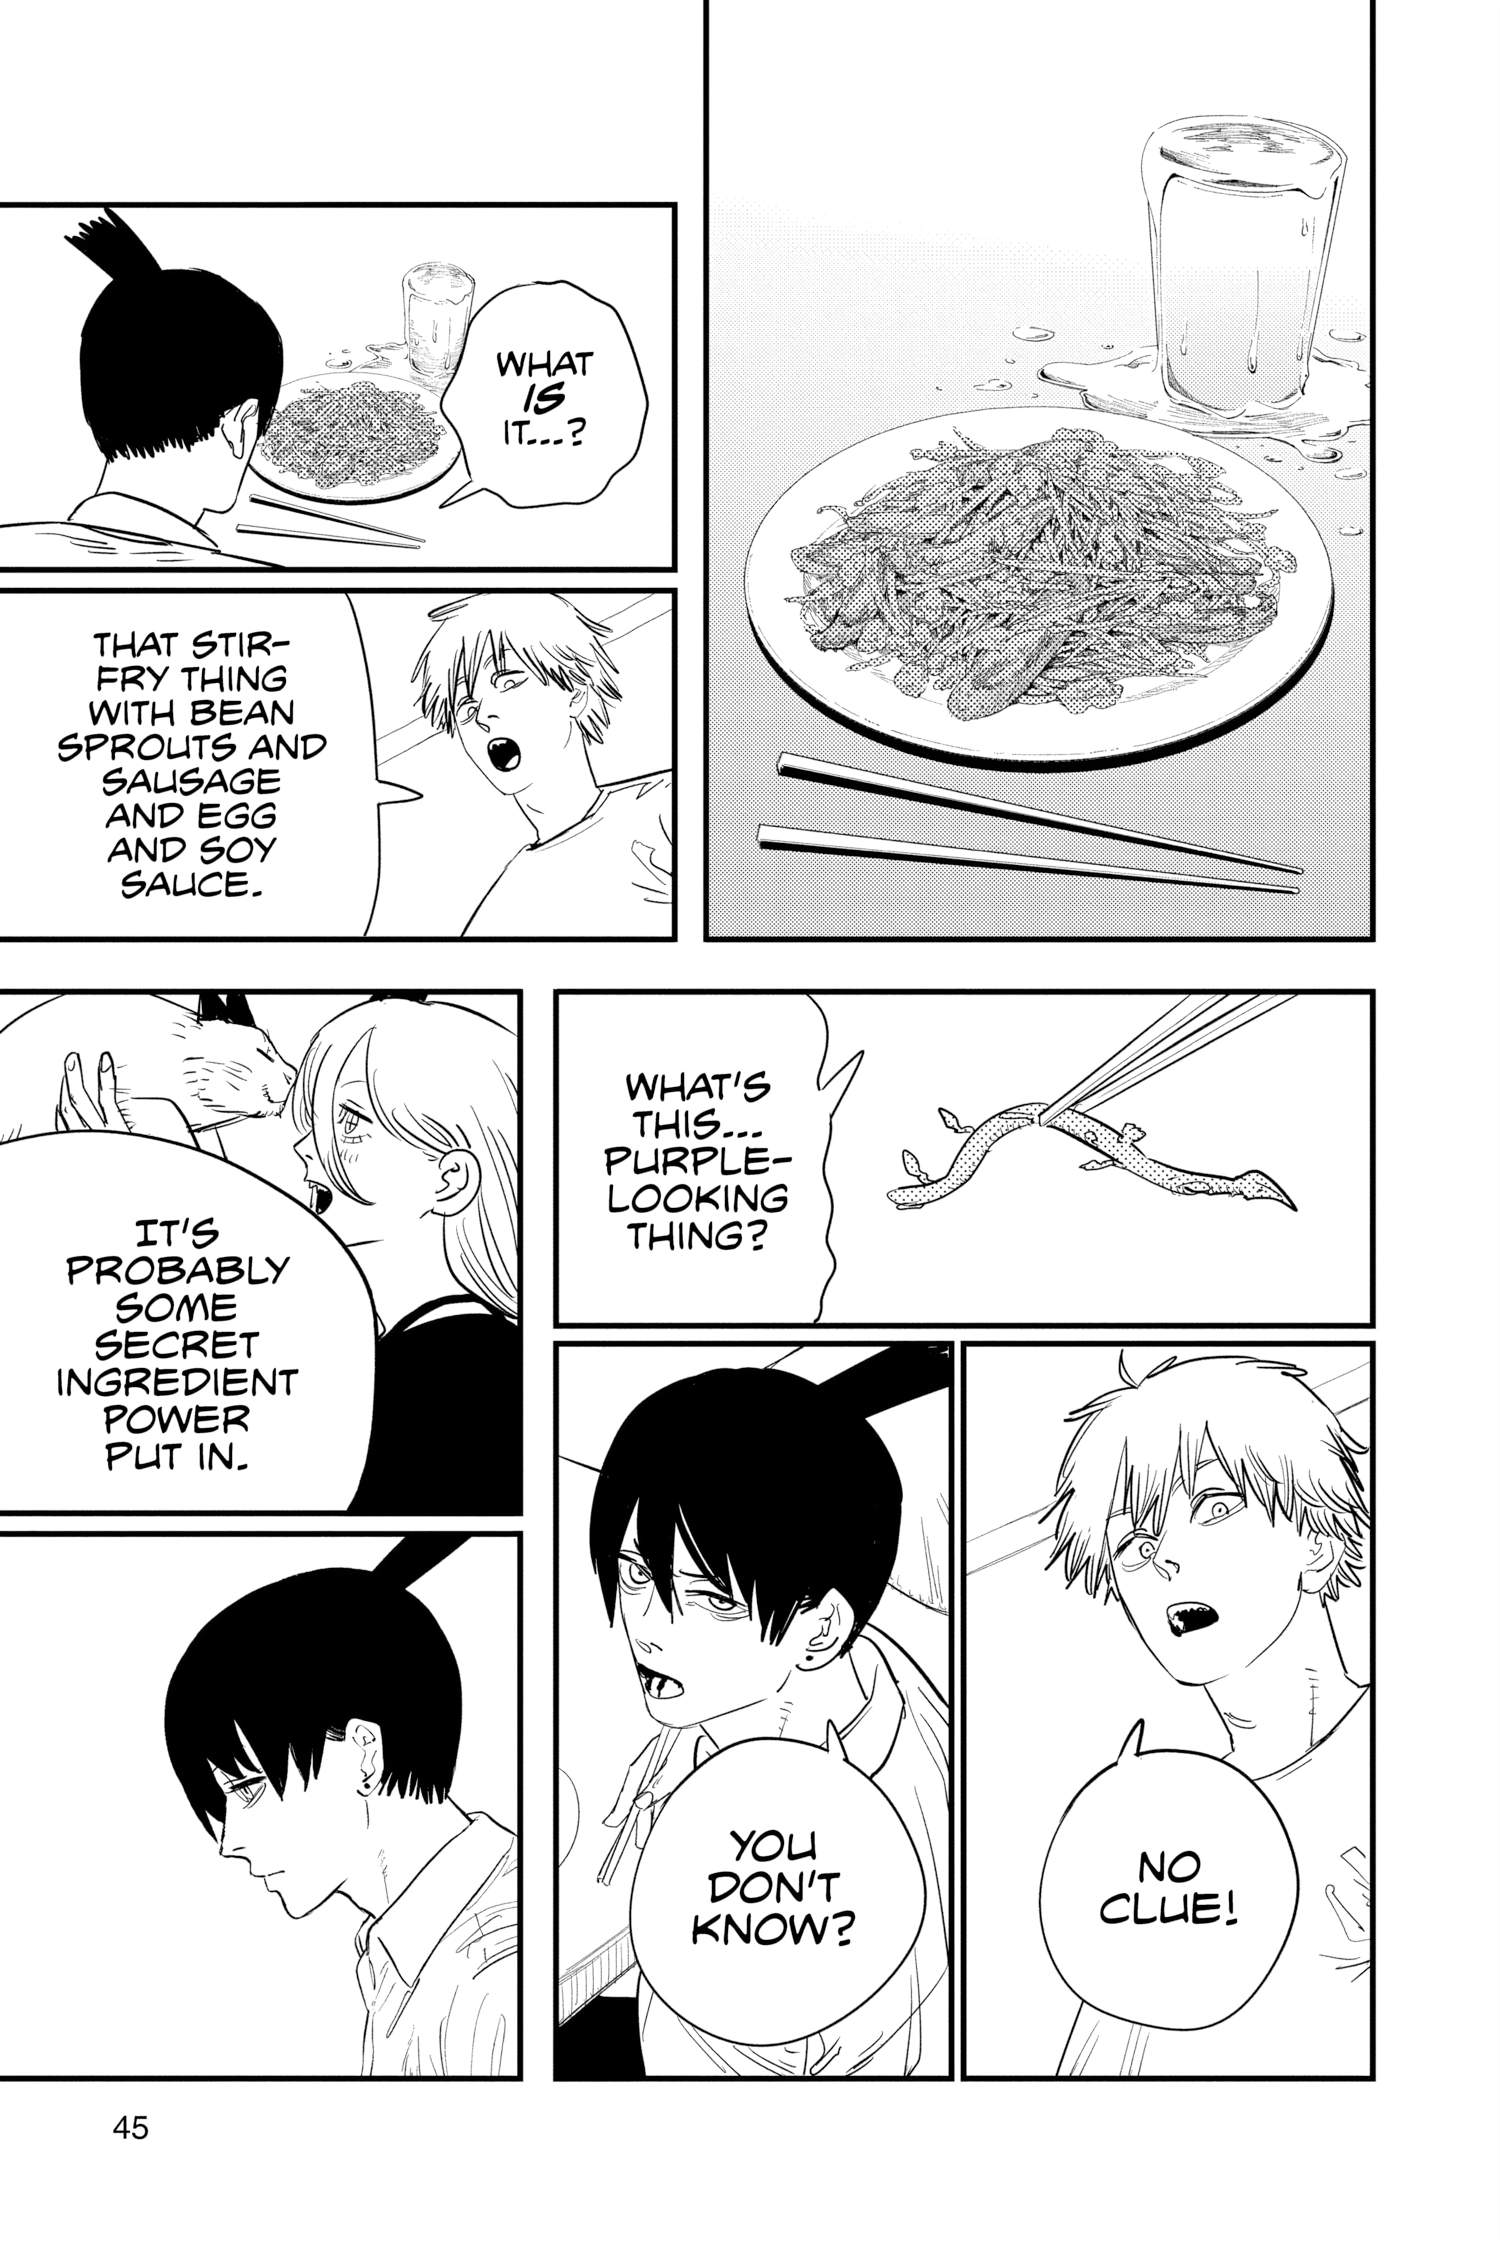 WHAT
IS
IT...?
THAT STIR-
FRY THING
WITH BEAN
SPROUTS AND
SAUSAGE
AND EGG
AND SOY
SAUCE.
WHAT'S
THIS...
PURPLE-
LOOKING
THING?
NO
CLUE!
YOU
DON'T
KNOW?
IT'S
PROBABLY
SOME
SECRET
INGREDIENT
POWER
PUT IN.
45